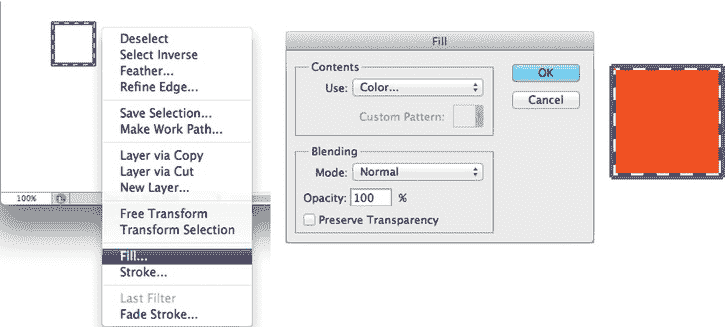 Deselect
Select Inverse
Feather...
Refine Edge...
Save Selection...
Make Work Path...
Layer via Copy
Layer via Cut
New Layer...
Free Transform
Transform Selection
Fill...
Stroke...
Last Filter
Fade Stroke...
100%
Fill
Contents
Use: Color...
Custom Pattern:
Blending
Mode: Normal
Opacity: 100 %
Preserve Transparency
OK
Cancel